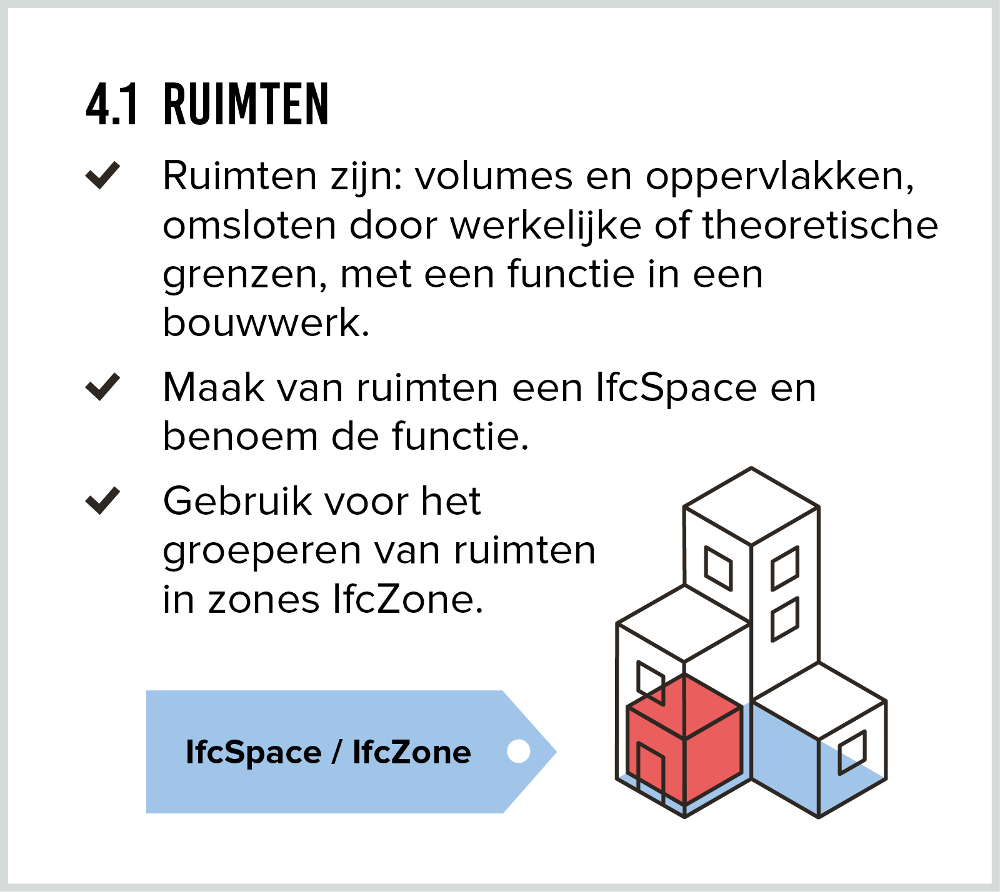 4.1 RUIMTEN
Ruimten zijn: volumes en oppervlakken,
omsloten door werkelijke of theoretische
grenzen, met een functie in een
bouwwerk.
Maak van ruimten een IfcSpace en
benoem de functie.
Gebruik voor het
groeperen van ruimten
in zones IfcZone.
IfcSpace / IfcZone